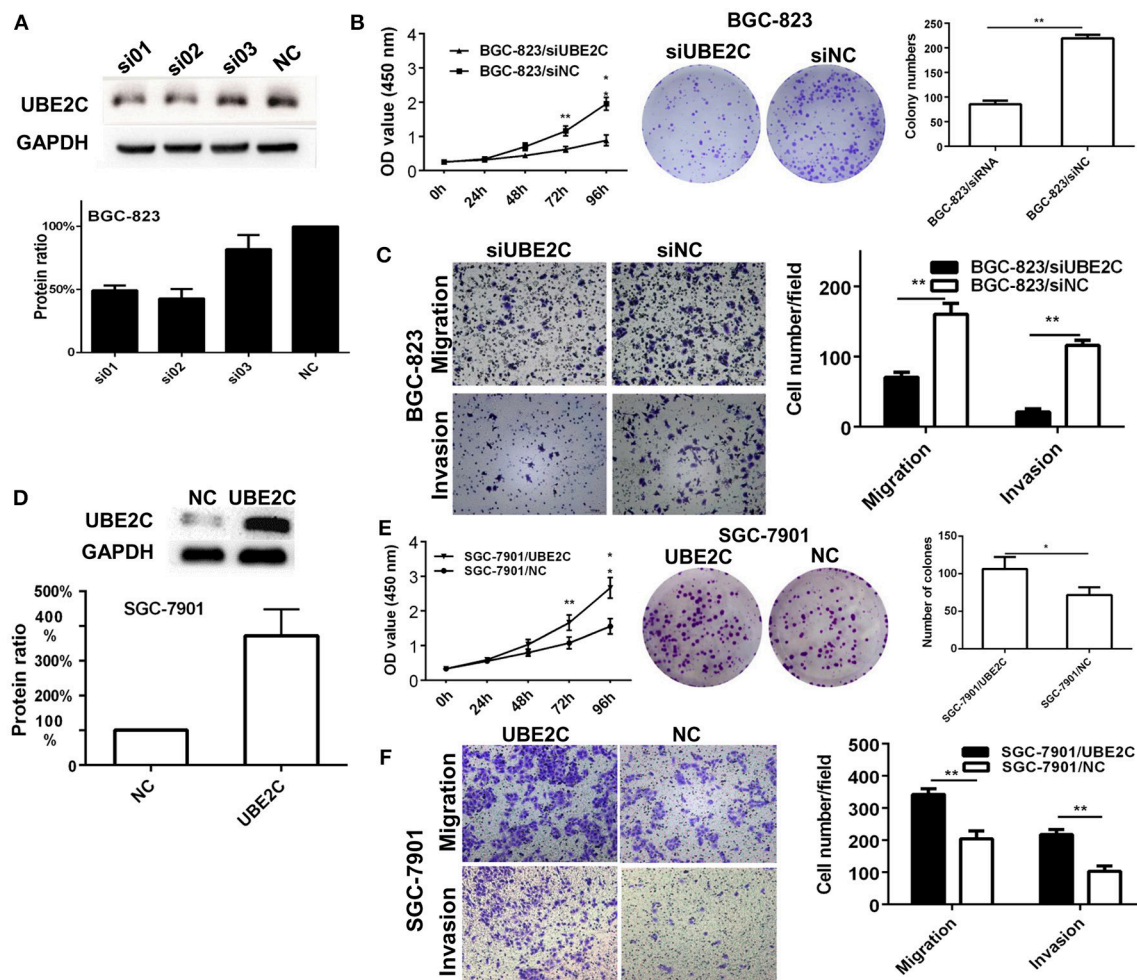 A
si01 si02 si03 NC
UBE2C
GAPDH
BGC-823
Protein ratio
100%
50%
0
si01 si02 si03 NC
B
BGC-823
OD value (450 nm)
4
3
2
1
0
0h 24h 48h 72h 96h
BGC-823/siUBE2C
BGC-823/siNC
**
*
*
siUBE2C siNC
Colony numbers
250
200
150
100
50
0
**
BGC-823/siRNA BGC-823/siNC
C
siUBE2C siNC
BGC-823
Migration
Invasion
Cell number/field
200
100
0
BGC-823/siUBE2C
BGC-823/siNC
**
**
Migration Invasion
D
NC UBE2C
UBE2C
GAPDH
SGC-7901
Protein ratio
500%
400
%
300%
200%
100
%
0
NC UBE2C
E
SGC-7901
OD value (450 nm)
4
3
2
1
0
0h 24h 48h 72h 96h
SGC-7901/UBE2C
SGC-7901/NC
**
*
*
UBE2C NC
Number of colones
150
100
50
0
*
SGC-7901/UBE2C SGC-7901/NC
F
UBE2C NC
SGC-7901
Migration
Invasion
Cell number/field
500
400
300
200
100
0
SGC-7901/UBE2C
SGC-7901/NC
**
**
Migration Invasion